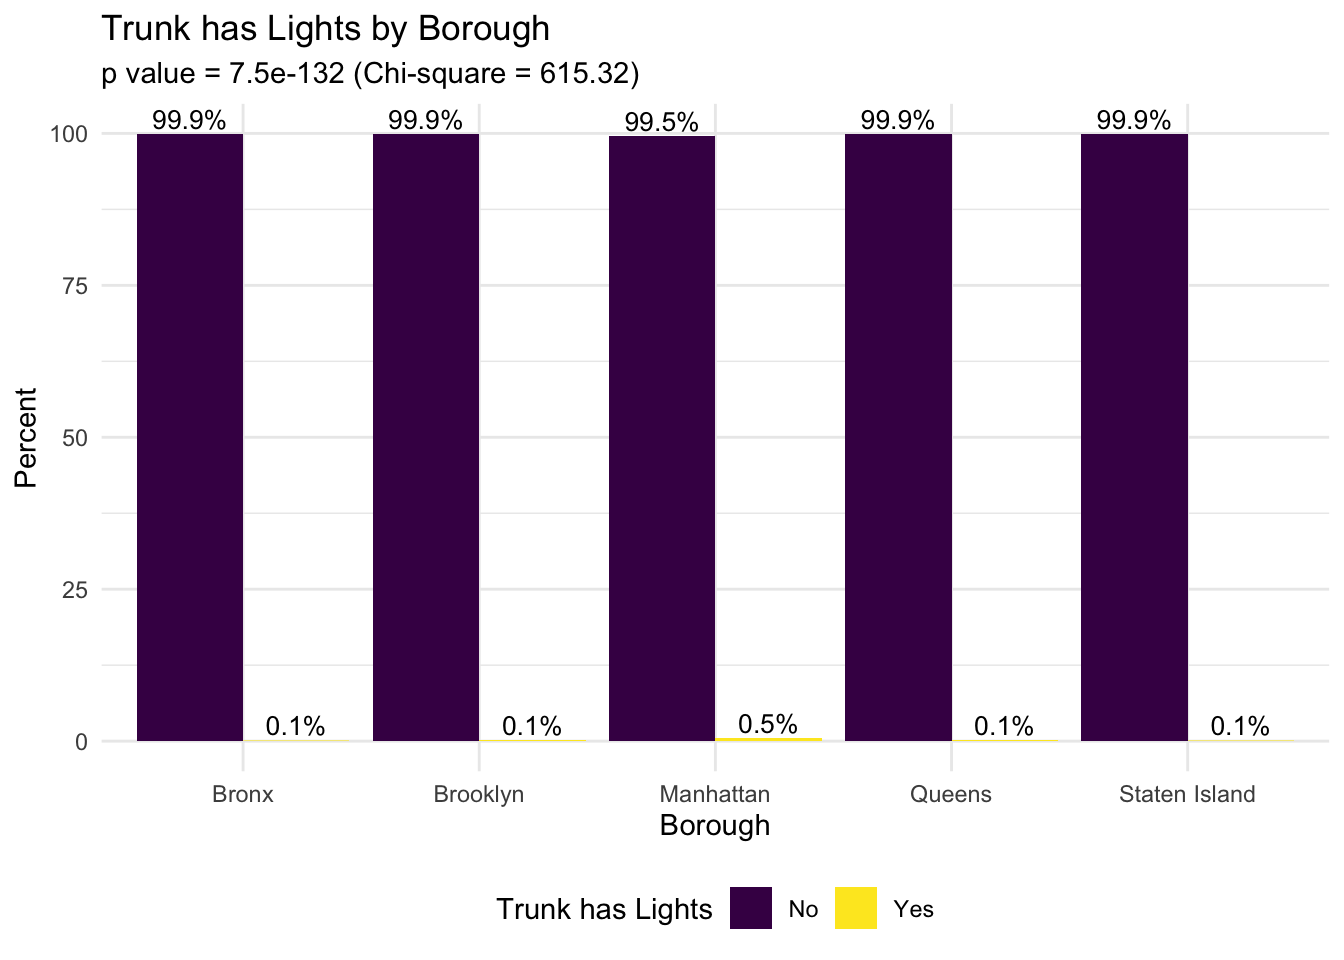 Trunk has Lights by Borough
p value = 7.5e-132 (Chi-square = 615.32)
99.9% 99.9% 99.5% 99.9% 99.9%
100
75
50
25
0.1% 0.1% 0.5% 0.1% 0.1%
0
Percent
Bronx Brooklyn Manhattan Queens Staten Island
Borough
Trunk has Lights No Yes